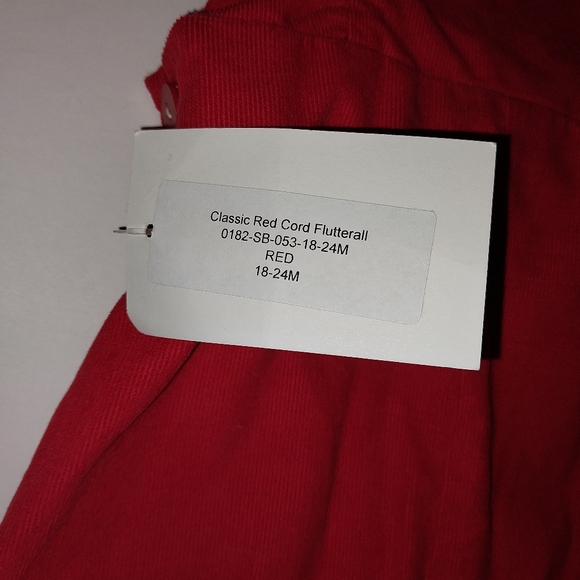 Classic Red Cord Flutterall
0182-SB-053-18-24M
RED
18-24M